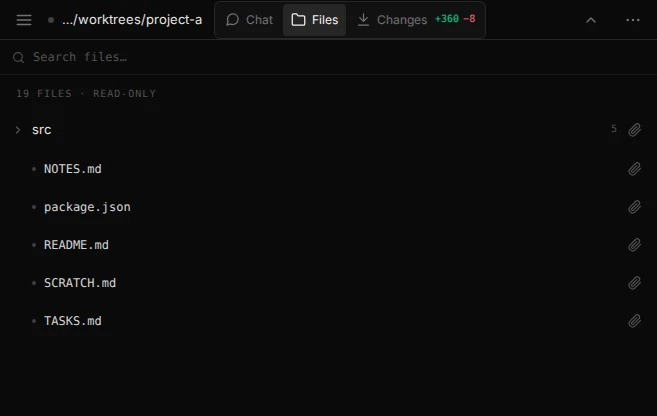 .../worktrees/project-a Chat Files Changes +360 −8
Search files…
19 FILES · READ-ONLY
src 5
NOTES.md
package.json
README.md
SCRATCH.md
TASKS.md